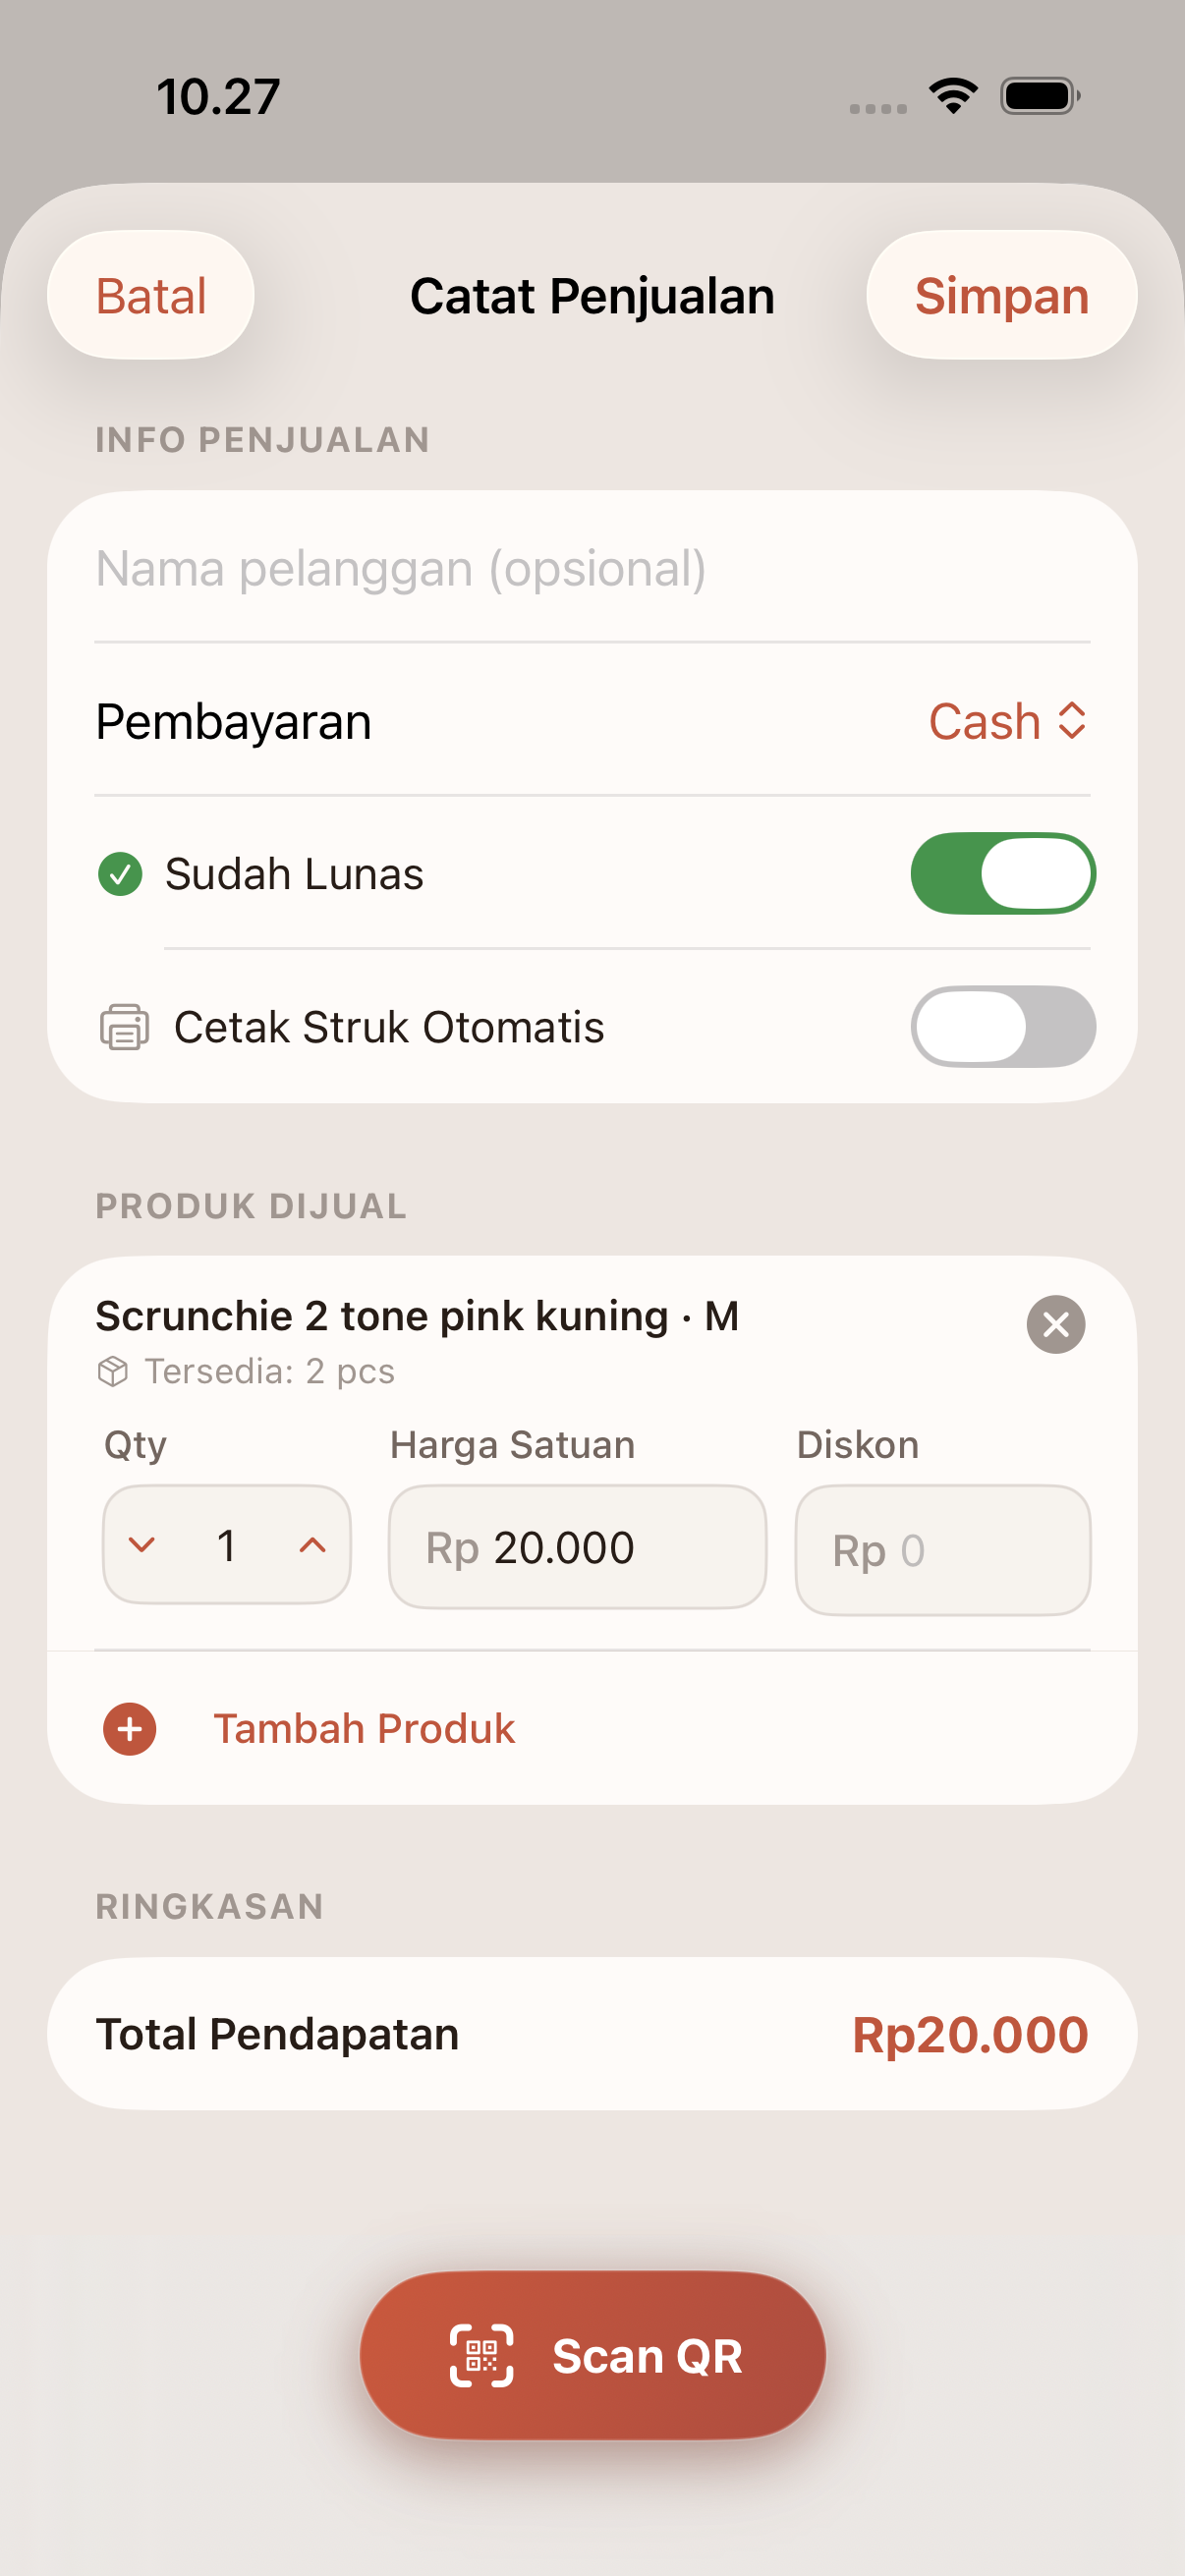 10.27
Batal
Catat Penjualan
Simpan
INFO PENJUALAN
Nama pelanggan (opsional)
Pembayaran
Cash
Sudah Lunas
Cetak Struk Otomatis
PRODUK DIJUAL
Scrunchie 2 tone pink kuning · M
Tersedia: 2 pcs
Qty Harga Satuan Diskon
1 Rp 20.000 Rp 0
Tambah Produk
RINGKASAN
Total Pendapatan Rp20.000
Scan QR